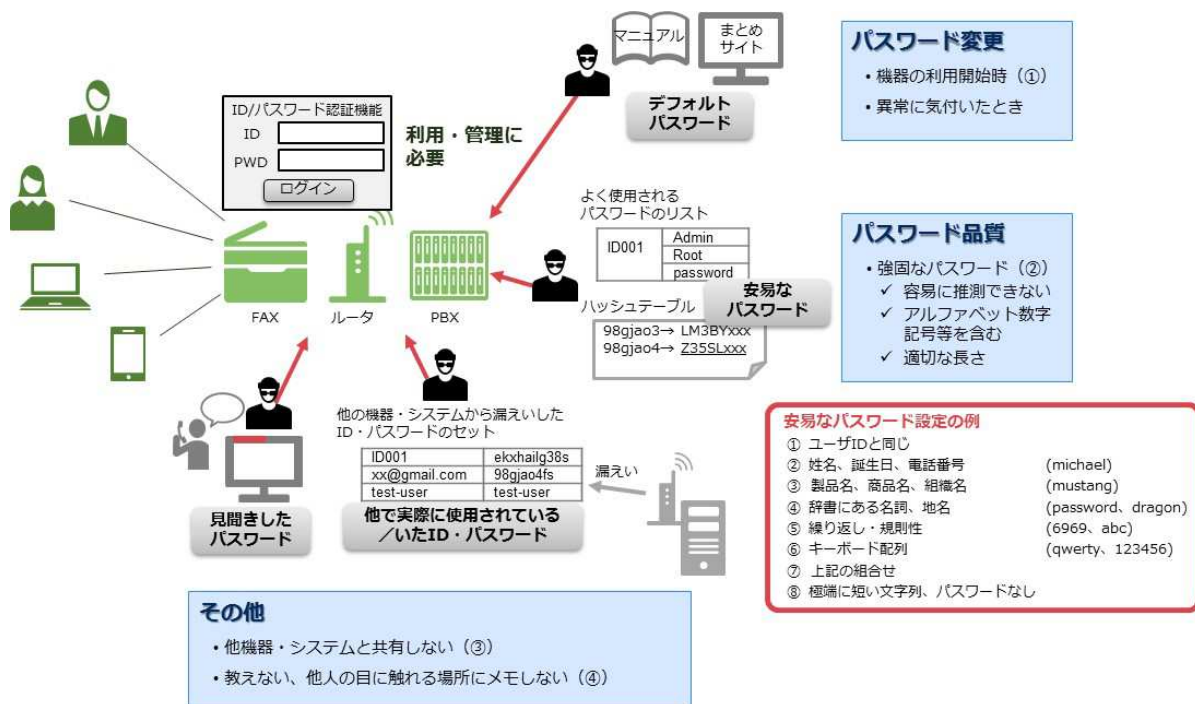 マニュアル
まとめ
サイト
デフォルト
パスワード
ID/パスワード認証機能
ID
PWD
ログイン
利用・管理に
必要
FAX
ルータ
PBX
よく使用される
パスワードのリスト
ID001
Admin
Root
password
安易な
パスワード
ハッシュテーブル
98gjao3→ LM3BYxxx
98gjao4→ Z35SLxxx
見聞きした
パスワード
他の機器・システムから漏えいした
ID・パスワードのセット
ID001 ekxhailg38s
xx@gmail.com 98gjao4fs
test-user test-user
漏えい
他で実際に使用されている
／いたID・パスワード
パスワード変更
・機器の利用開始時（①）
・異常に気付いたとき
パスワード品質
・強固なパスワード（②）
✓ 容易に推測できない
✓ アルファベット数字
記号等を含む
✓ 適切な長さ
安易なパスワード設定の例
① ユーザIDと同じ
② 姓名、誕生日、電話番号 (michael)
③ 製品名、商品名、組織名 (mustang)
④ 辞書にある名詞、地名 (password、dragon)
⑤ 繰り返し・規則性 (6969、abc)
⑥ キーボード配列 (qwerty、123456)
⑦ 上記の組合せ
⑧ 極端に短い文字列、パスワードなし
その他
・他機器・システムと共有しない（③）
・教えない、他人の目に触れる場所にメモしない（④）